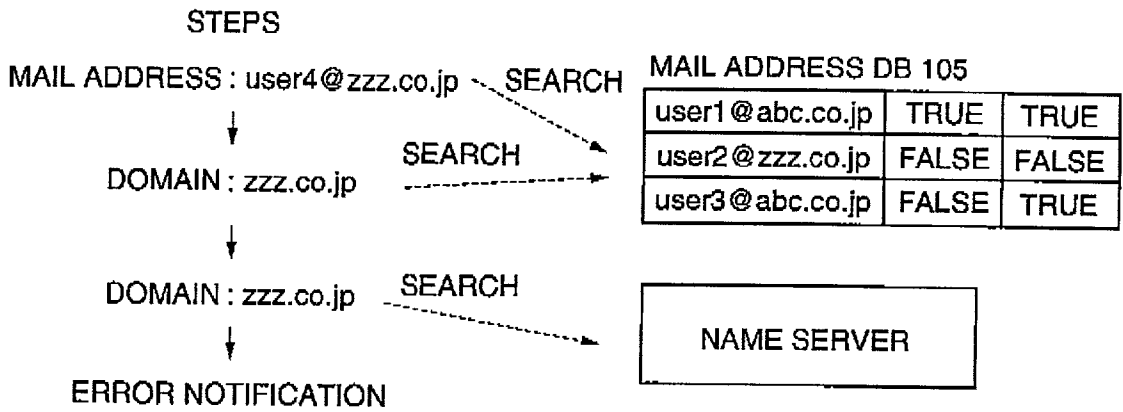 STEPS
MAIL ADDRESS : user4@zzz.co.jp SEARCH
MAIL ADDRESS DB 105
user1@abc.co.jp TRUE TRUE
user2@zzz.co.jp FALSE FALSE
user3@abc.co.jp FALSE TRUE
DOMAIN : zzz.co.jp SEARCH
DOMAIN : zzz.co.jp SEARCH
NAME SERVER
ERROR NOTIFICATION